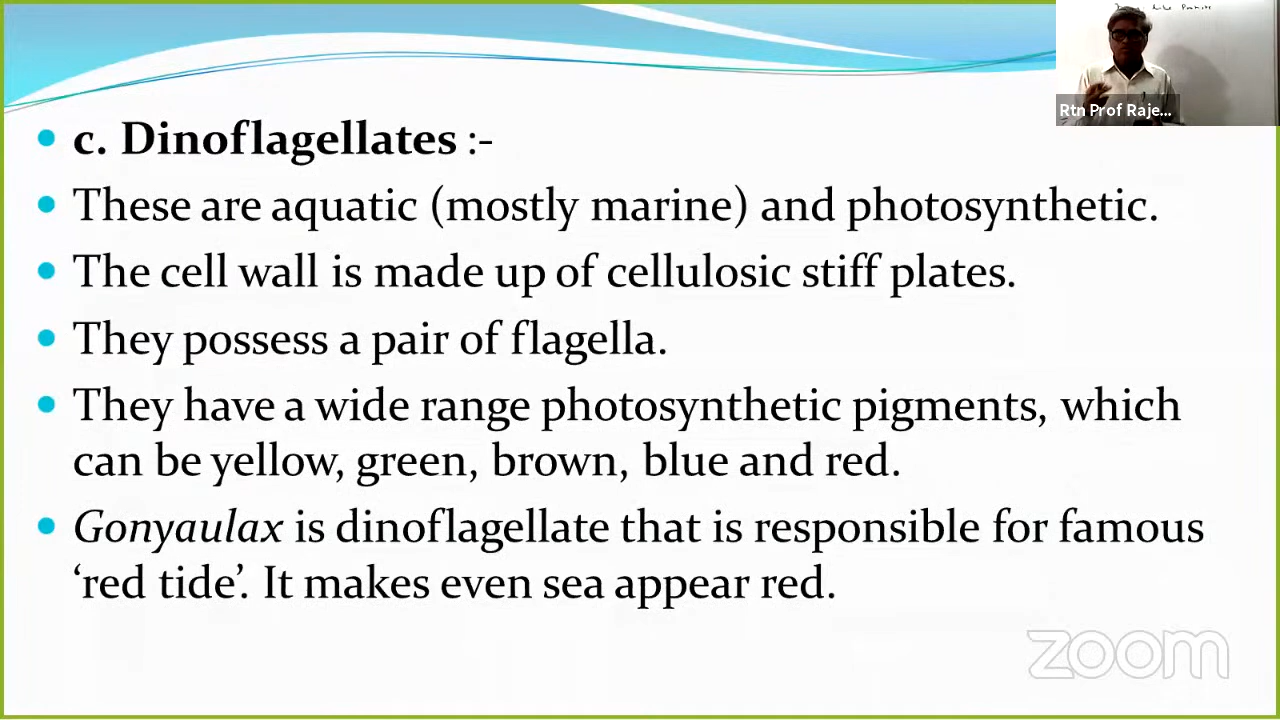 Rtn Prof Raje...
c. Dinoflagellates :-
These are aquatic (mostly marine) and photosynthetic.
The cell wall is made up of cellulosic stiff plates.
They possess a pair of flagella.
They have a wide range photosynthetic pigments, which
can be yellow, green, brown, blue and red.
Gonyaulax is dinoflagellate that is responsible for famous
‘red tide’. It makes even sea appear red.
zoom